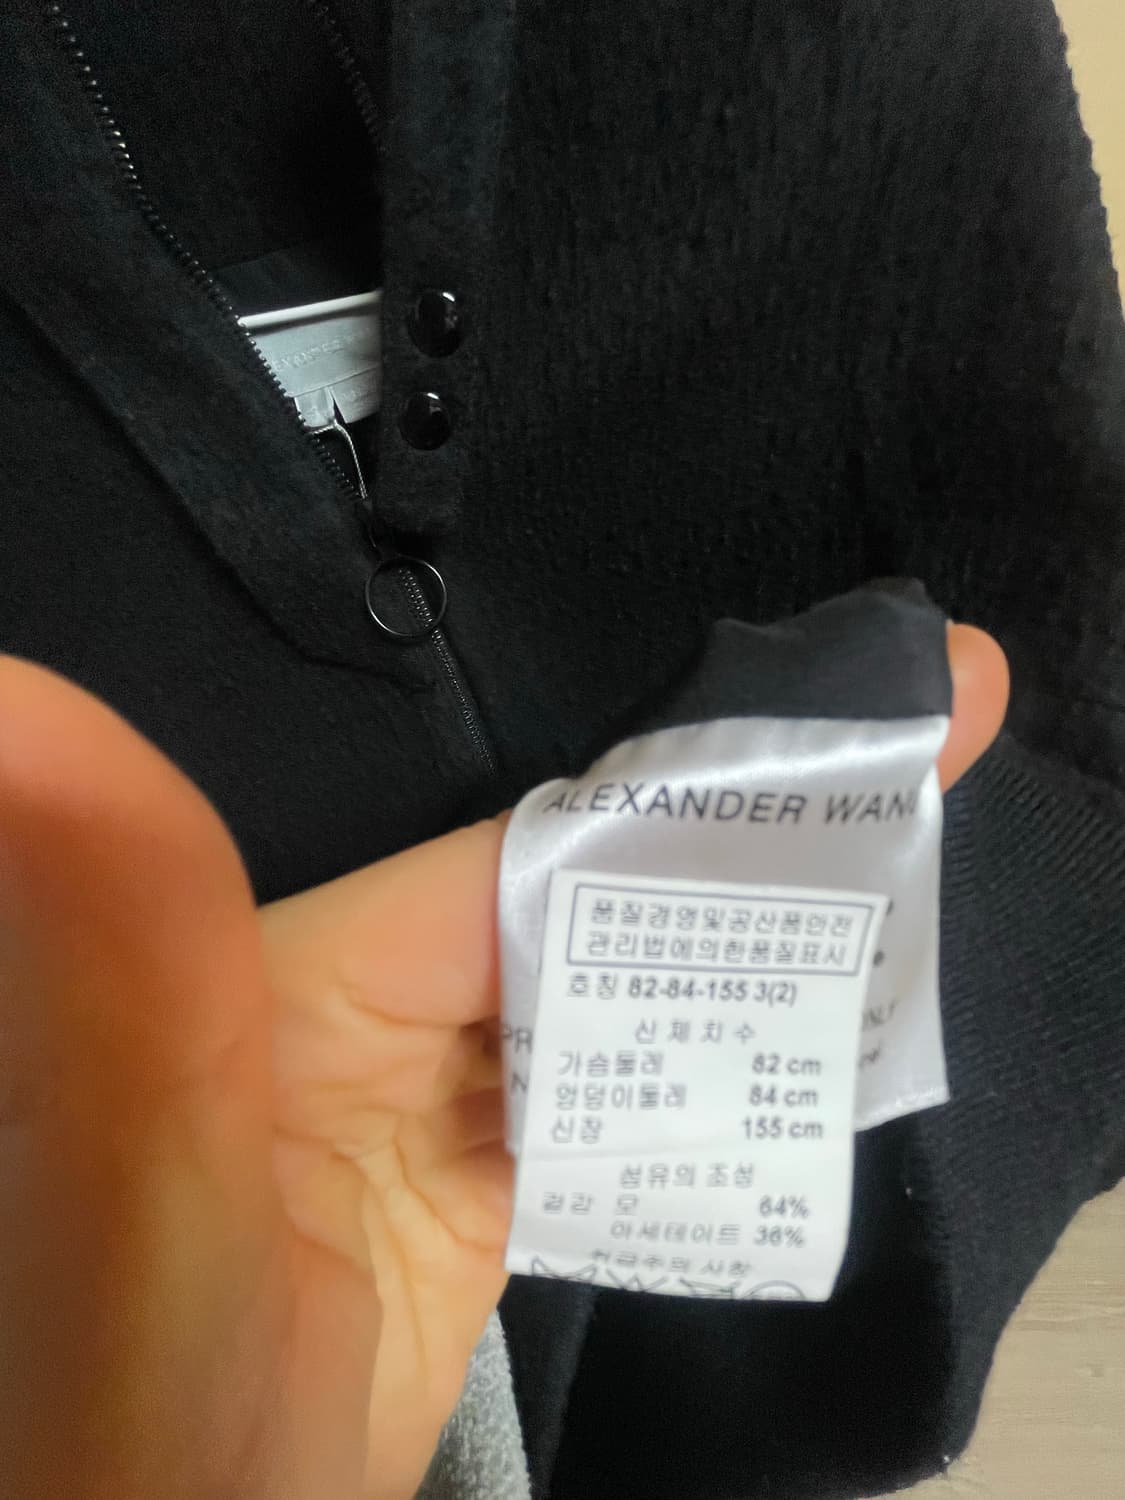 ALEXANDER WANG
품질경영및공산품안전
관리법에의한품질표시
호칭 82-84-155 3(2)
신체치수
가슴둘레 82 cm
엉덩이둘레 84 cm
신장 155 cm
섬유의 조성
겉감 모 64%
아세테이트 36%